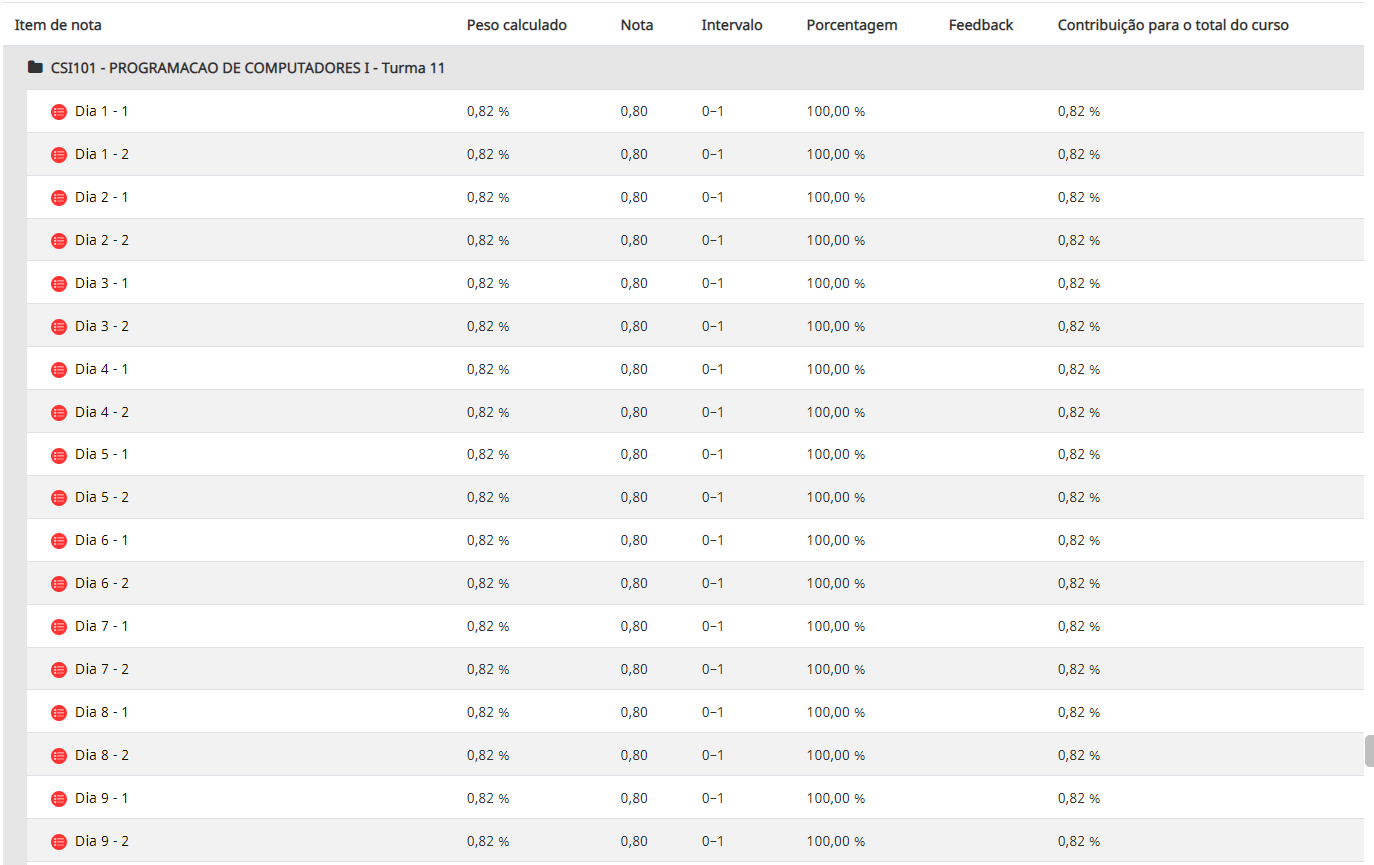 Item de nota Peso calculado Nota Intervalo Porcentagem Feedback Contribuição para o total do curso
CSI101 - PROGRAMACAO DE COMPUTADORES I - Turma 11
Dia 1 - 1 0,82 % 0,80 0–1 100,00 % 0,82 %
Dia 1 - 2 0,82 % 0,80 0–1 100,00 % 0,82 %
Dia 2 - 1 0,82 % 0,80 0–1 100,00 % 0,82 %
Dia 2 - 2 0,82 % 0,80 0–1 100,00 % 0,82 %
Dia 3 - 1 0,82 % 0,80 0–1 100,00 % 0,82 %
Dia 3 - 2 0,82 % 0,80 0–1 100,00 % 0,82 %
Dia 4 - 1 0,82 % 0,80 0–1 100,00 % 0,82 %
Dia 4 - 2 0,82 % 0,80 0–1 100,00 % 0,82 %
Dia 5 - 1 0,82 % 0,80 0–1 100,00 % 0,82 %
Dia 5 - 2 0,82 % 0,80 0–1 100,00 % 0,82 %
Dia 6 - 1 0,82 % 0,80 0–1 100,00 % 0,82 %
Dia 6 - 2 0,82 % 0,80 0–1 100,00 % 0,82 %
Dia 7 - 1 0,82 % 0,80 0–1 100,00 % 0,82 %
Dia 7 - 2 0,82 % 0,80 0–1 100,00 % 0,82 %
Dia 8 - 1 0,82 % 0,80 0–1 100,00 % 0,82 %
Dia 8 - 2 0,82 % 0,80 0–1 100,00 % 0,82 %
Dia 9 - 1 0,82 % 0,80 0–1 100,00 % 0,82 %
Dia 9 - 2 0,82 % 0,80 0–1 100,00 % 0,82 %